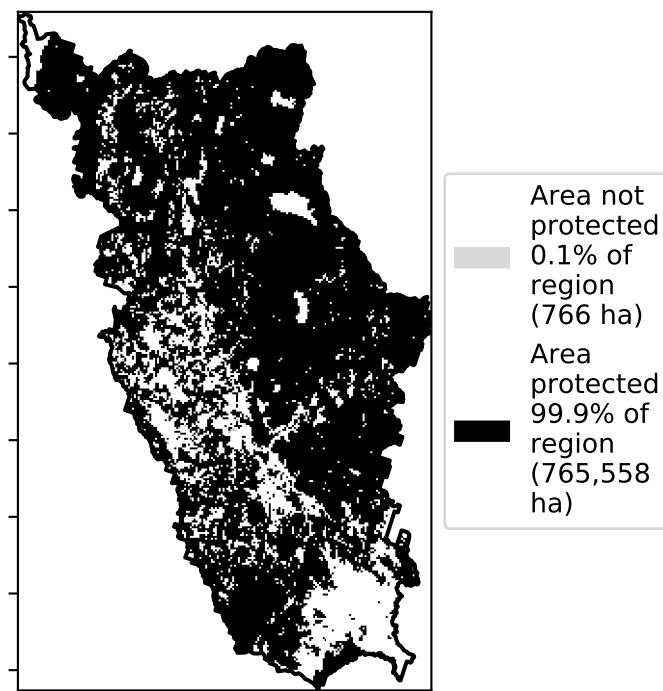 Area not
protected
0.1% of
region
(766 ha)
Area
protected
99.9% of
region
(765,558
ha)